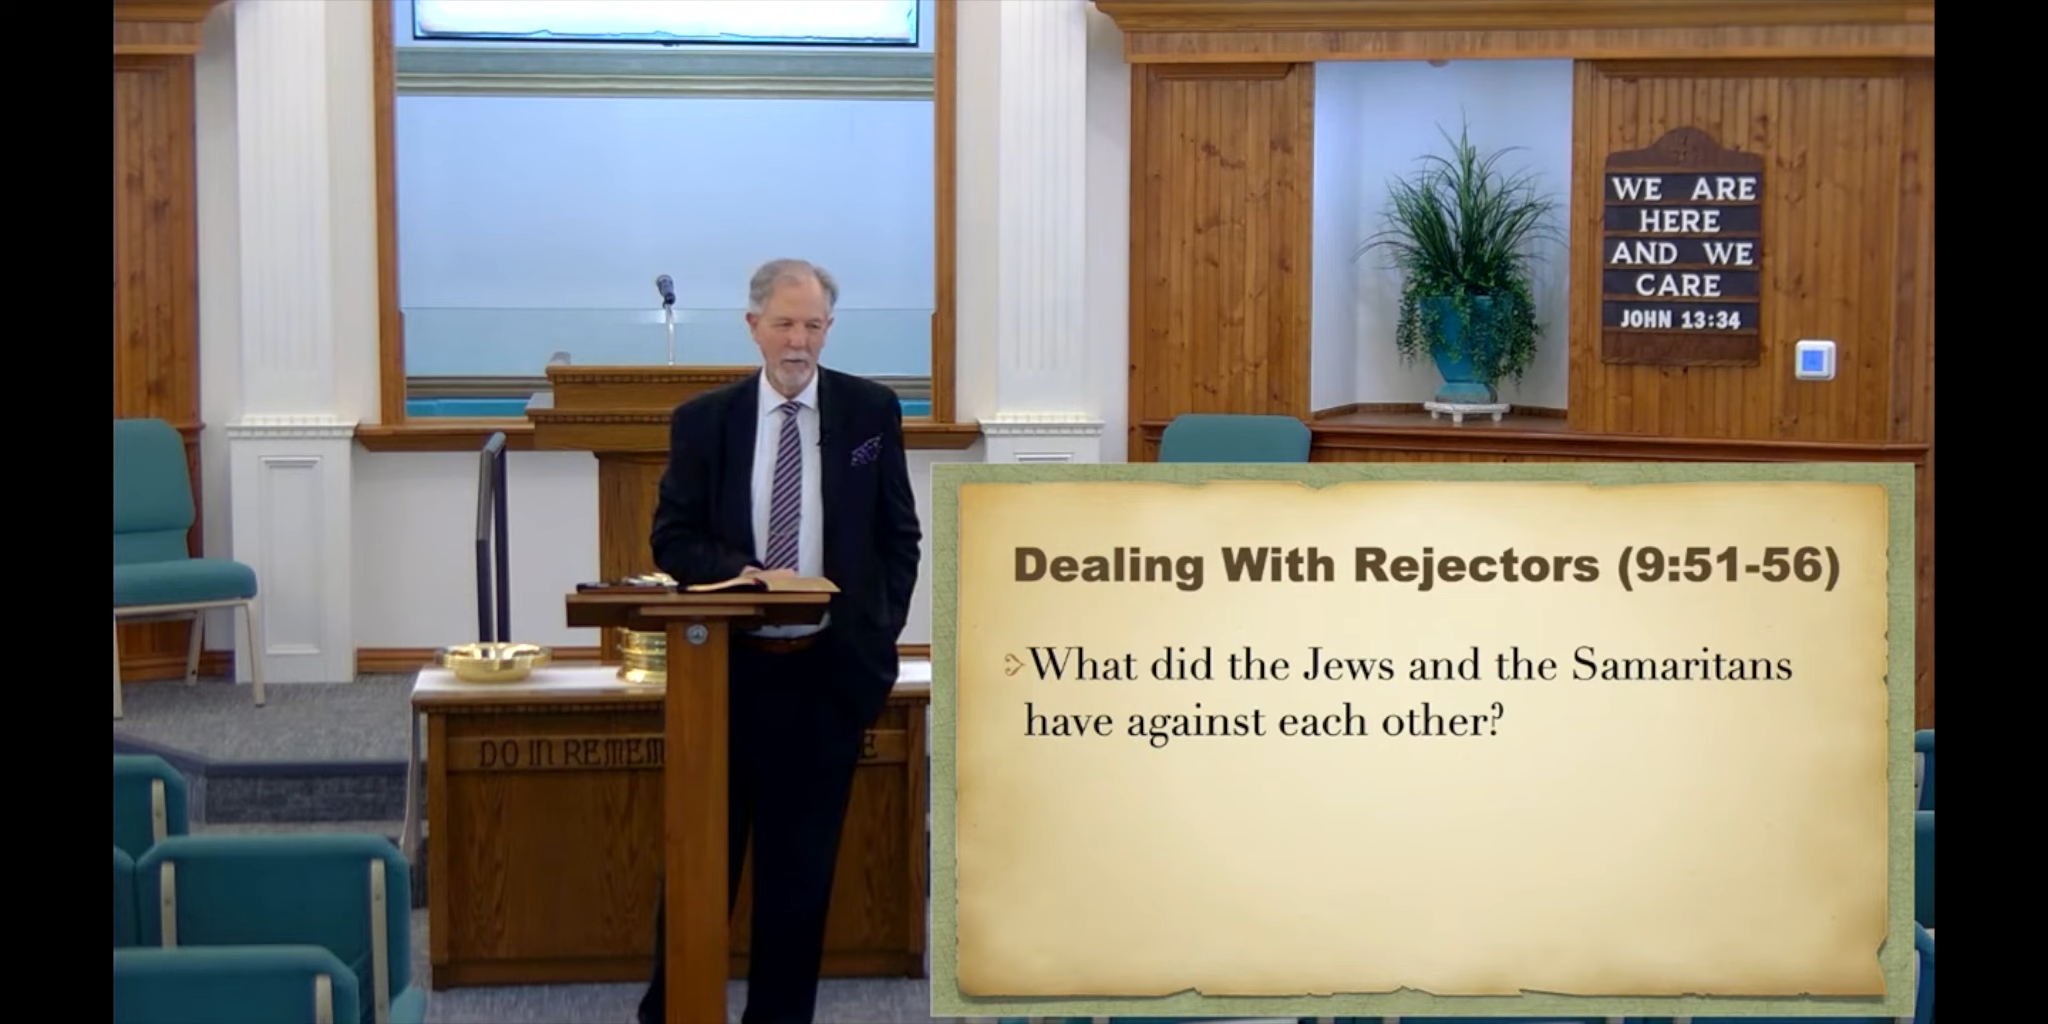 WE ARE
HERE
AND WE
CARE
JOHN 13:34
Dealing With Rejectors (9:51-56)
What did the Jews and the Samaritans
have against each other?
DO IN REMEM
E